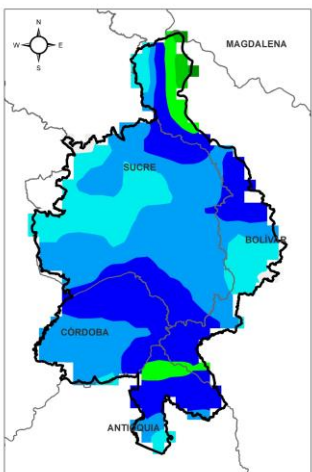 N
W E
S
MAGDALENA
SUCRE
BOLÍVAR
CÓRDOBA
ANTIOQUIA